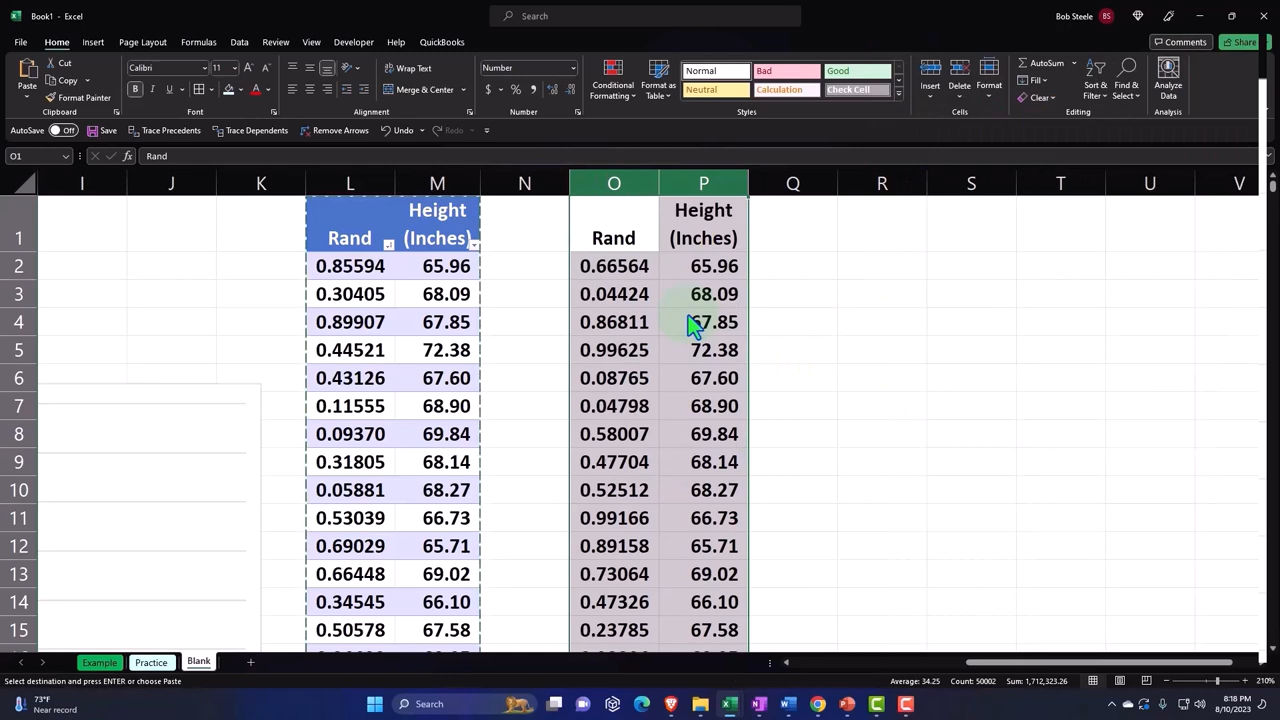 Book1 - Excel
Search
Bob Steele
BS
File
Home
Insert
Page Layout
Formulas
Data
Review
View
Developer
Help
QuickBooks
Comments
Share
Cut
Copy
Format Painter
Paste
Clipboard
Calibri
11
Font
Wrap Text
Merge & Center
Alignment
Number
Number
Conditional Formatting
Format as Table
Normal
Bad
Good
Neutral
Calculation
Check Cell
Styles
Insert
Delete
Format
Cells
AutoSum
Fill
Clear
Sort & Filter
Find & Select
Editing
Analyze Data
Analysis
AutoSave Off
Save
Trace Precedents
Trace Dependents
Remove Arrows
Undo
Redo
O1
fx
Rand
I J K L M N O P Q R S T U V
1 Rand Height (Inches) Rand Height (Inches)
2 0.85594 65.96 0.66564 65.96
3 0.30405 68.09 0.04424 68.09
4 0.89907 67.85 0.86811 67.85
5 0.44521 72.38 0.99625 72.38
6 0.43126 67.60 0.08765 67.60
7 0.11555 68.90 0.04798 68.90
8 0.09370 69.84 0.58007 69.84
9 0.31805 68.14 0.47704 68.14
10 0.05881 68.27 0.52512 68.27
11 0.53039 66.73 0.99166 66.73
12 0.69029 65.71 0.89158 65.71
13 0.66448 69.02 0.73064 69.02
14 0.34545 66.10 0.47326 66.10
15 0.50578 67.58 0.23785 67.58
Example
Practice
Blank
Select destination and press ENTER or choose Paste
Average: 34.25
Count: 50002
Sum: 1,712,323.26
210%
73°F
Near record
Search
8:18 PM
8/10/2023